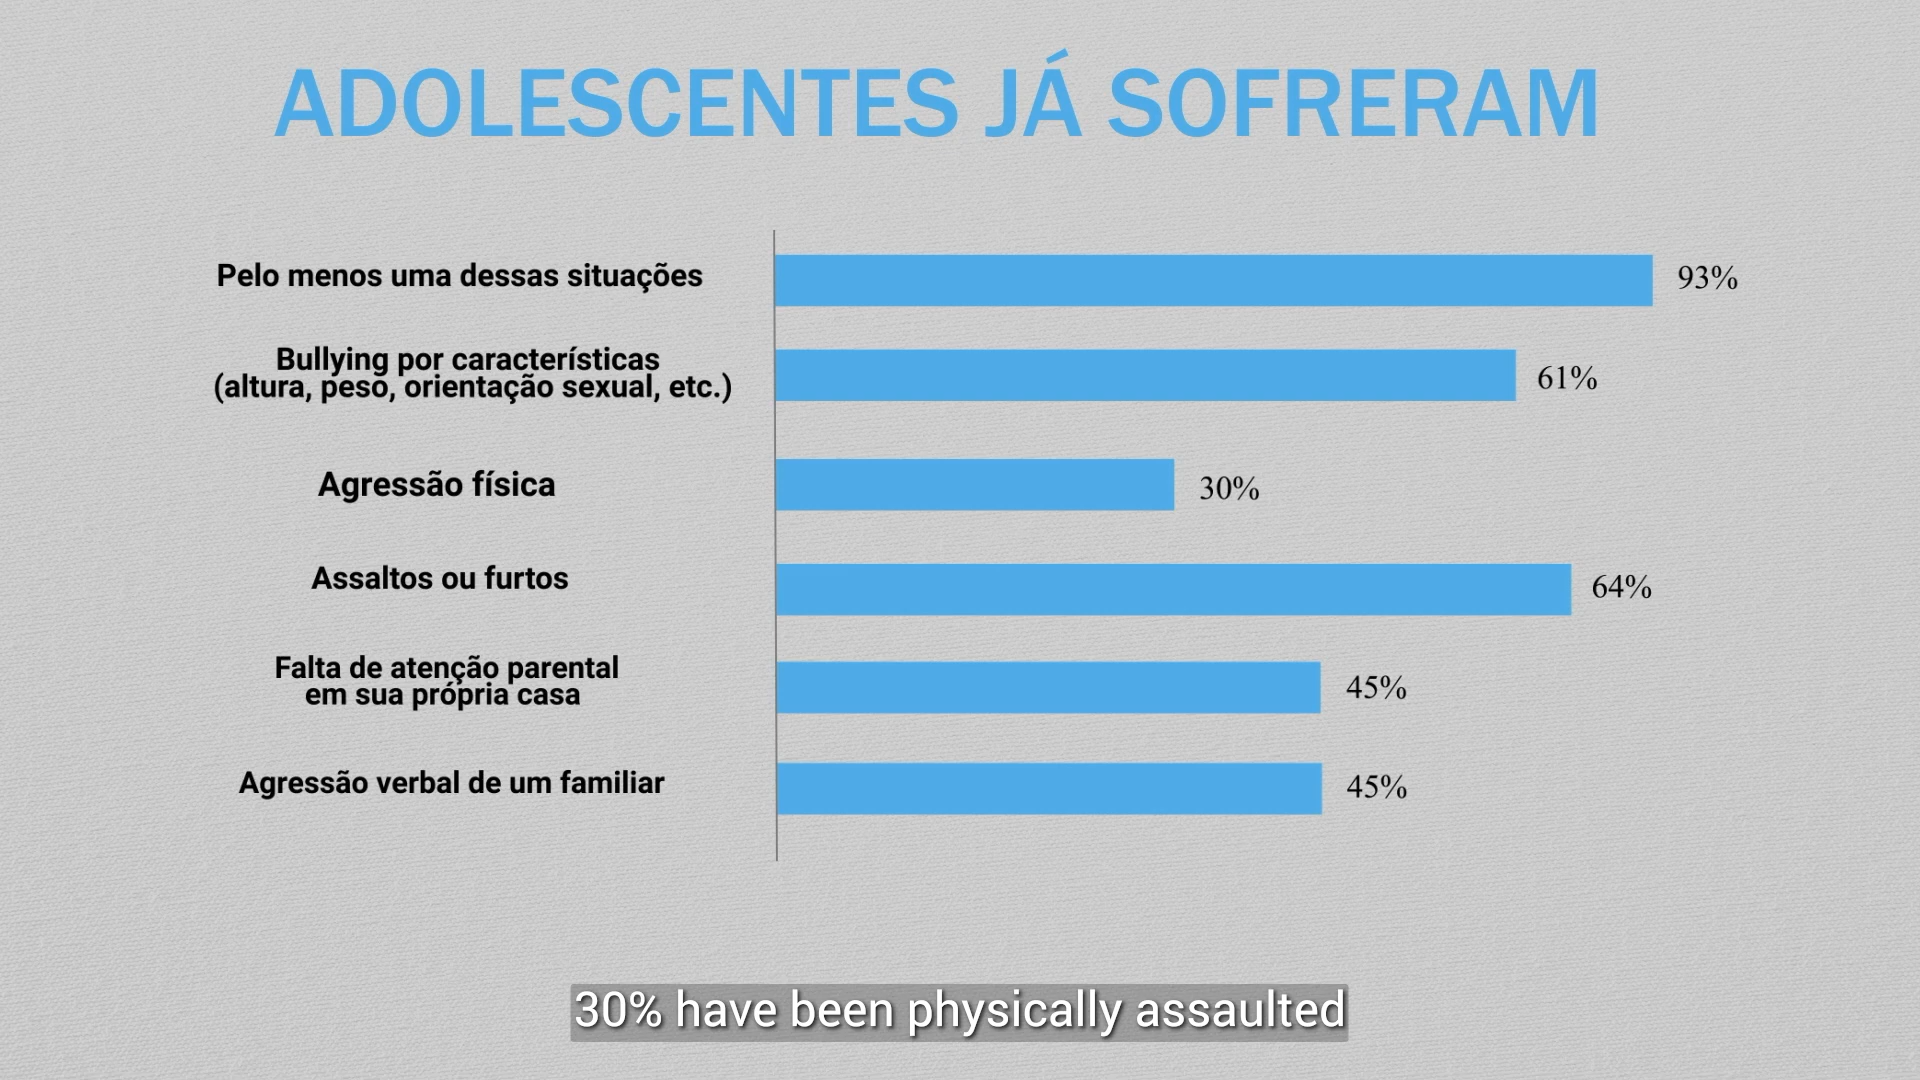 ADOLESCENTES JÁ SOFRERAM
Pelo menos uma dessas situações
93%
Bullying por características
(altura, peso, orientação sexual, etc.)
61%
Agressão física
30%
Assaltos ou furtos
64%
Falta de atenção parental
em sua própria casa
45%
Agressão verbal de um familiar
45%
30% have been physically assaulted